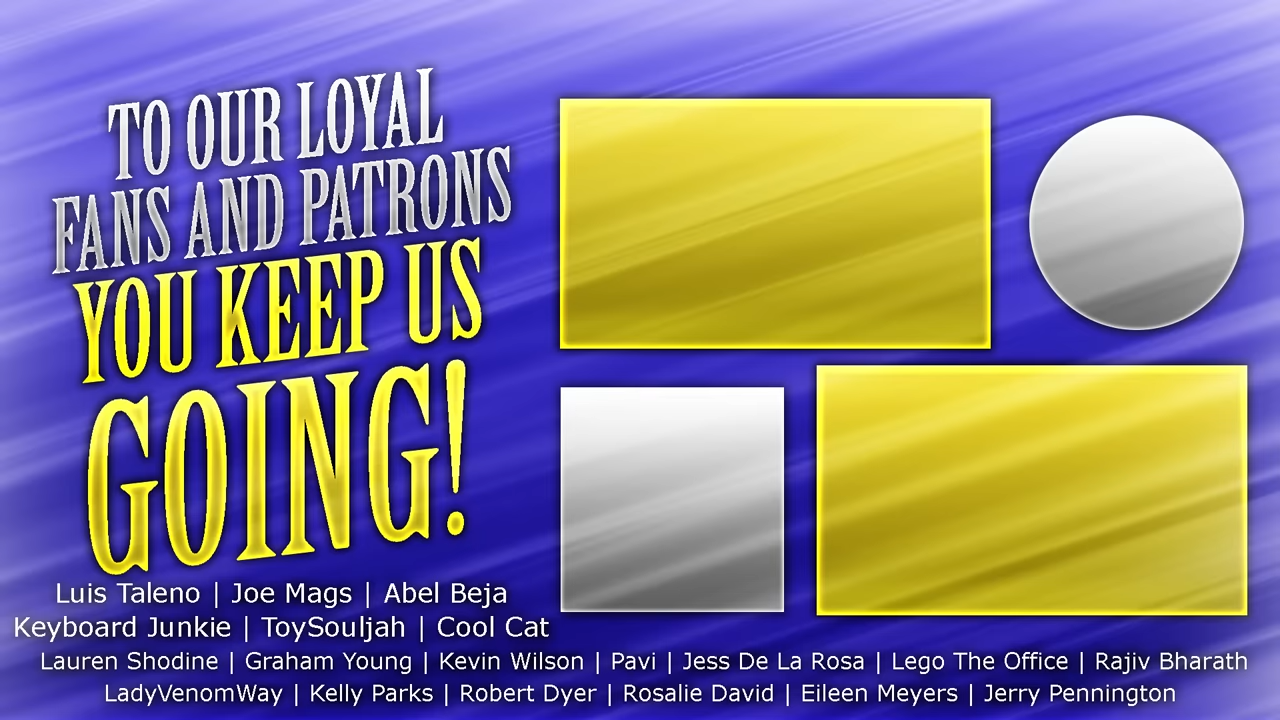 TO OUR LOYAL
FANS AND PATRONS
YOU KEEP US
GOING!
Luis Taleno | Joe Mags | Abel Beja
Keyboard Junkie | ToySouljah | Cool Cat
Lauren Shodine | Graham Young | Kevin Wilson | Pavi | Jess De La Rosa | Lego The Office | Rajiv Bharath
LadyVenomWay | Kelly Parks | Robert Dyer | Rosalie David | Eileen Meyers | Jerry Pennington